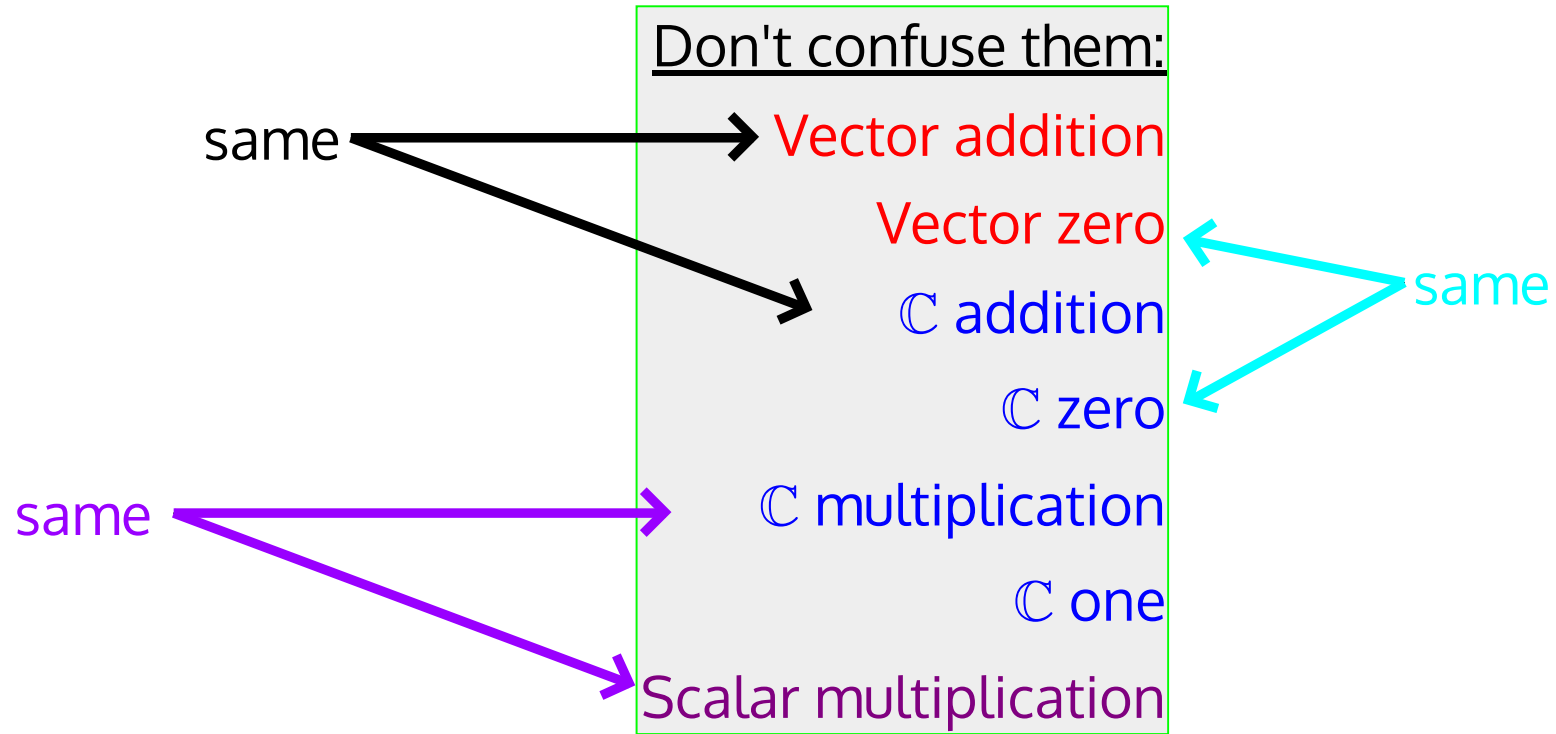 Don't confuse them:
same
Vector addition
Vector zero
same
ℂ addition
ℂ zero
same
ℂ multiplication
ℂ one
Scalar multiplication